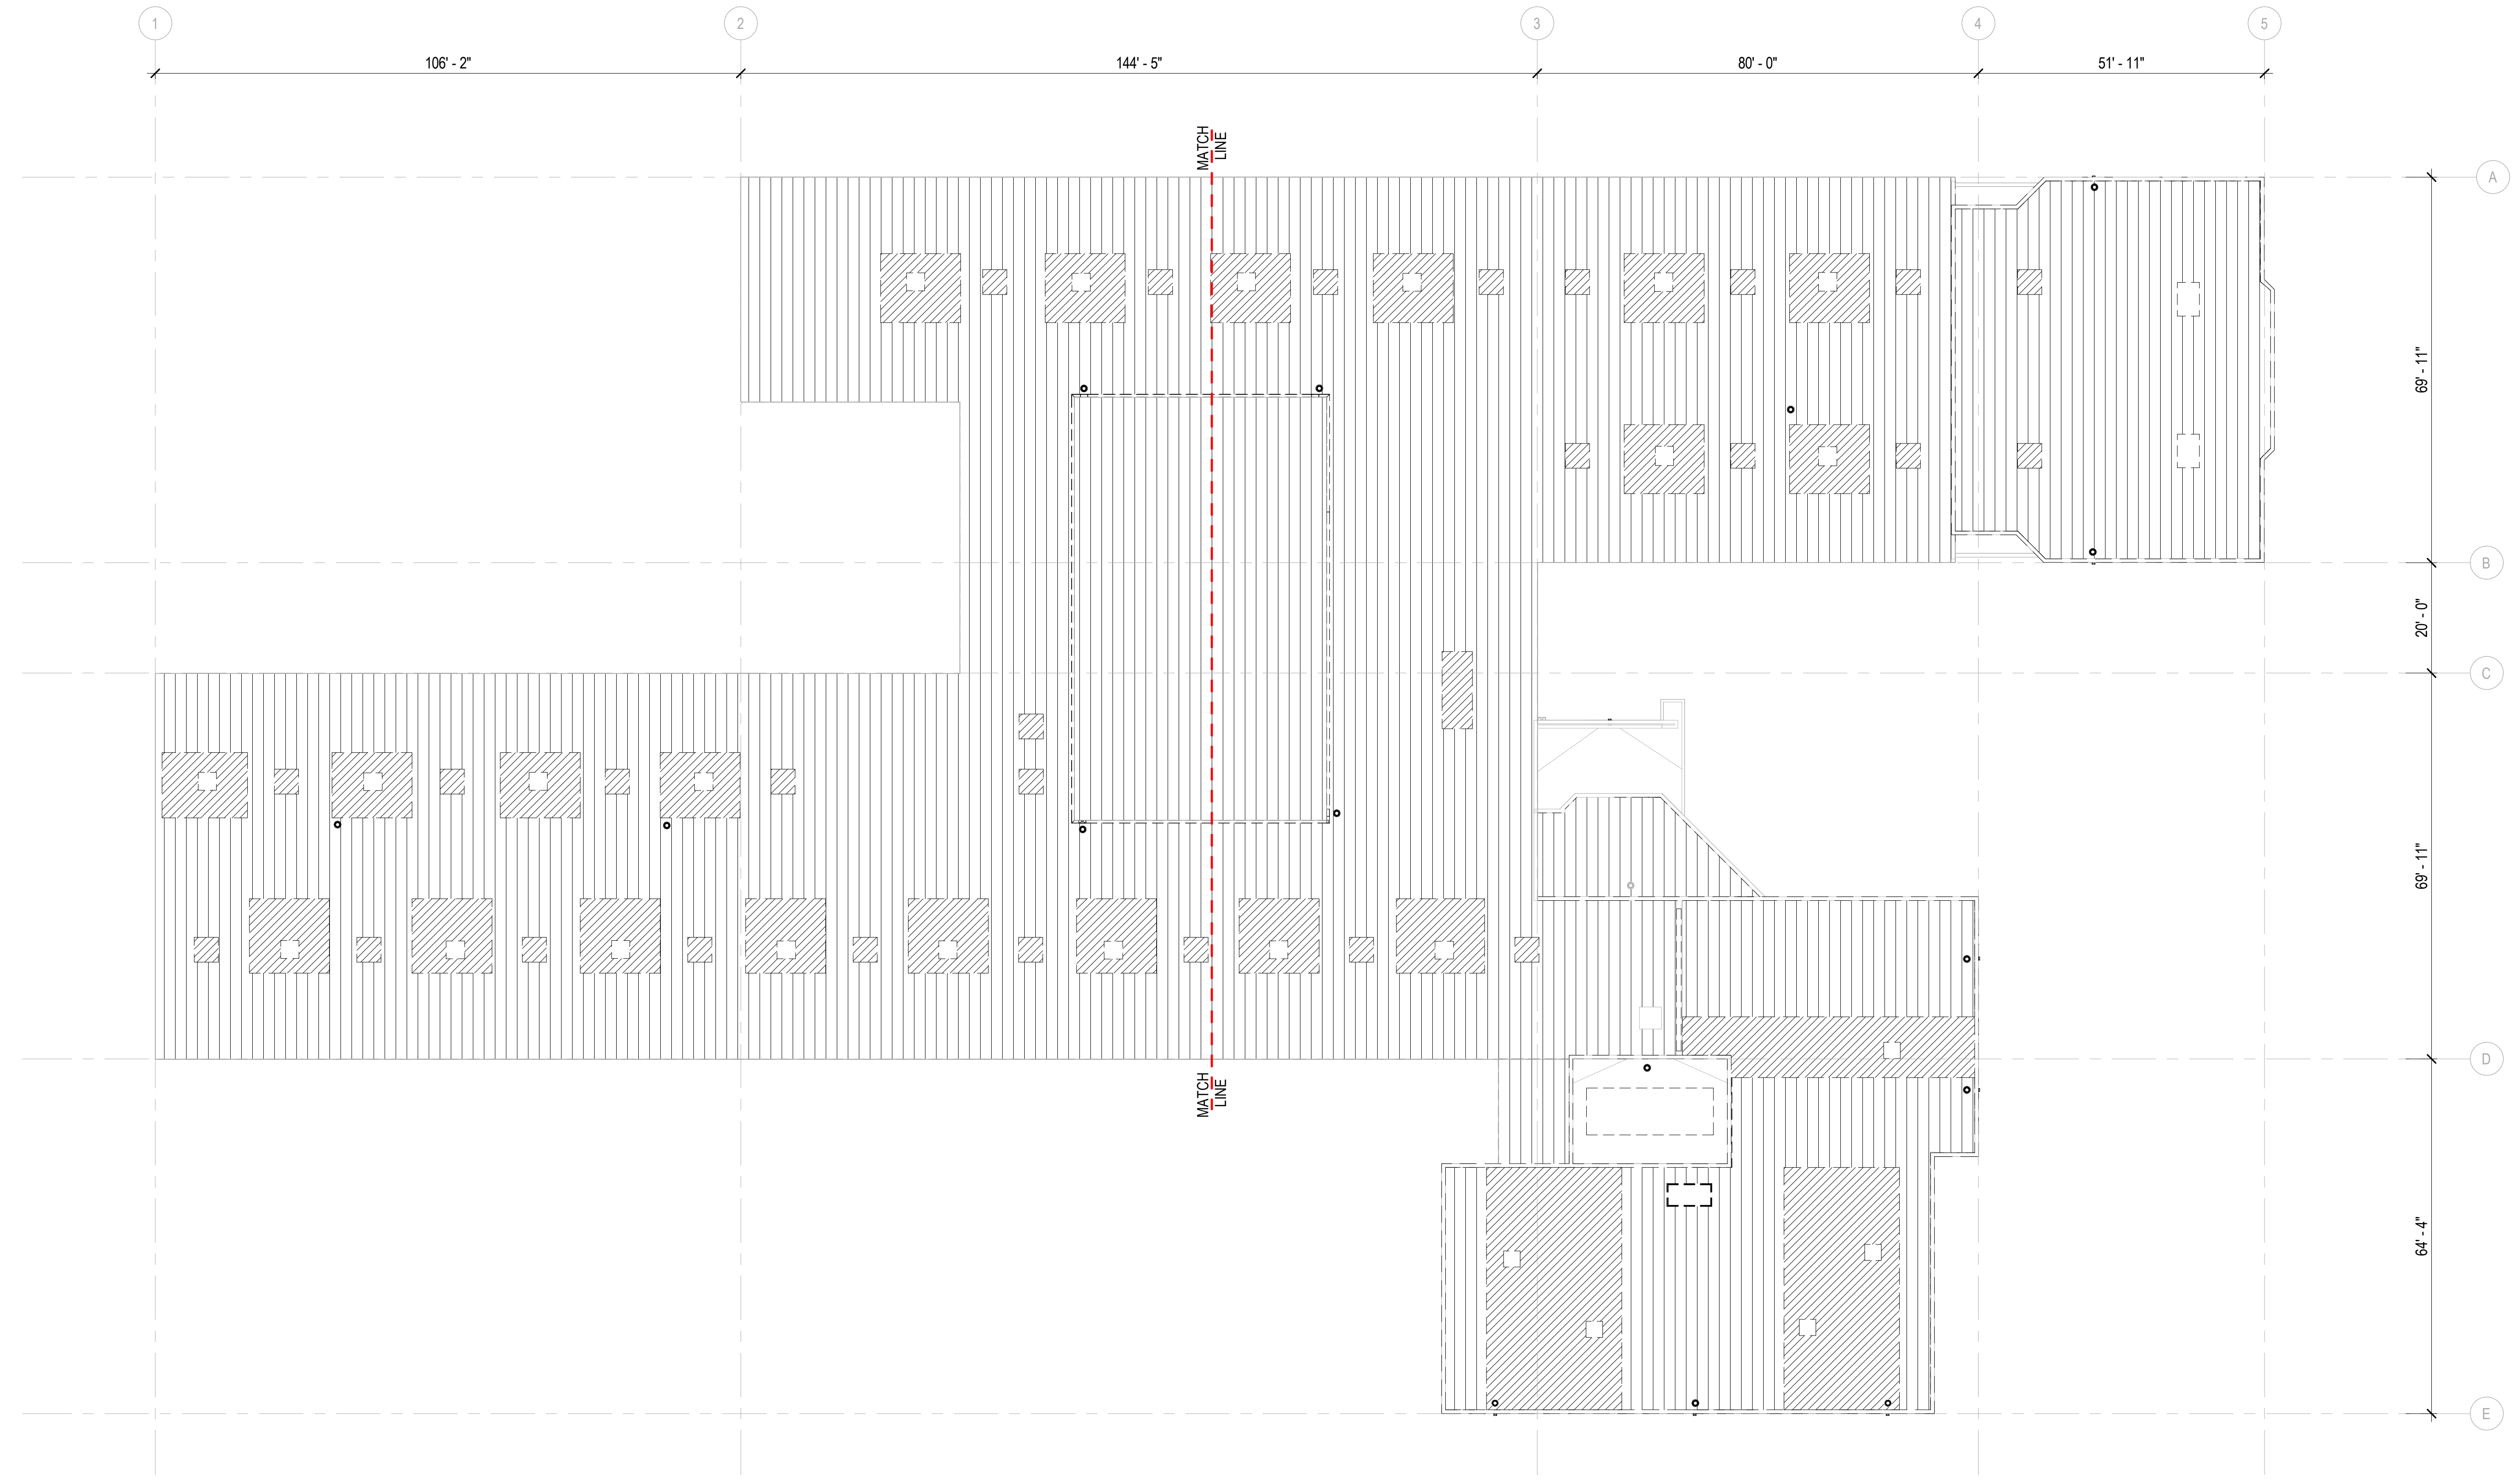 1
2
3
4
5
106' - 2"
144' - 5"
80' - 0"
51' - 11"
MATCH
LINE
A
69' - 11"
B
20' - 0"
C
69' - 11"
D
MATCH
LINE
64' - 4"
E